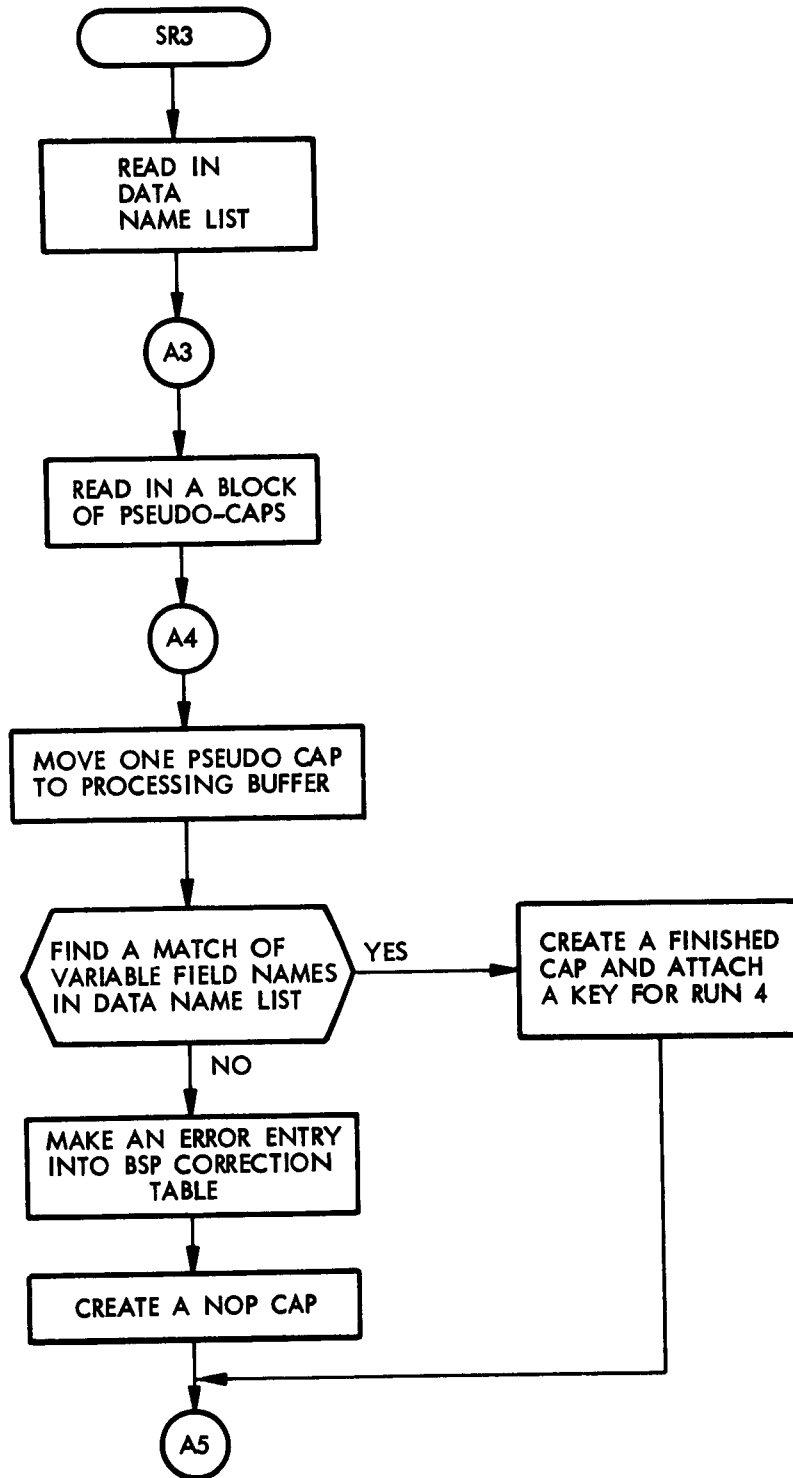 SR3
READ IN
DATA
NAME LIST
A3
READ IN A BLOCK
OF PSEUDO-CAPS
A4
MOVE ONE PSEUDO CAP
TO PROCESSING BUFFER
FIND A MATCH OF
VARIABLE FIELD NAMES
IN DATA NAME LIST
YES
CREATE A FINISHED
CAP AND ATTACH
A KEY FOR RUN 4
NO
MAKE AN ERROR ENTRY
INTO BSP CORRECTION
TABLE
CREATE A NOP CAP
A5